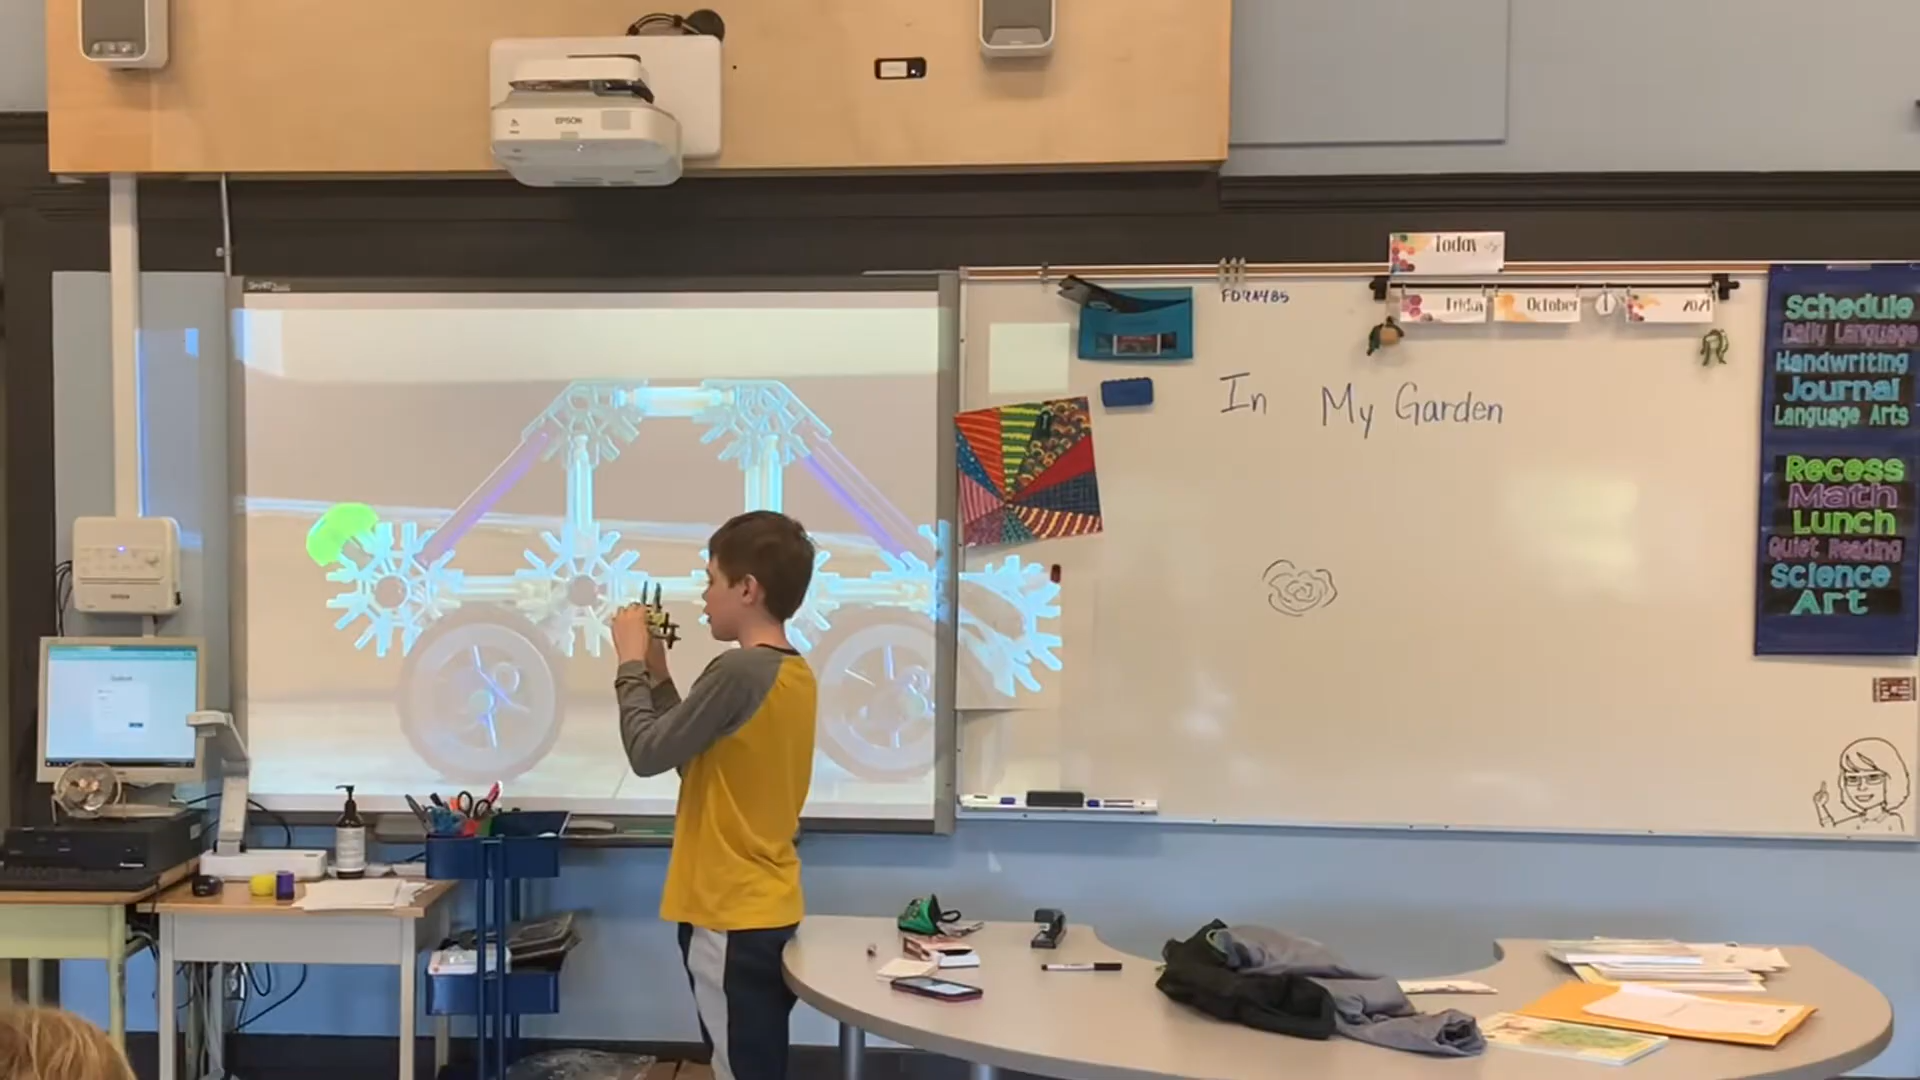 EPSON
Today
FD9A485
Friday October 1 2021
In My Garden
Schedule
Daily Language
Handwriting
Journal
Language Arts
Recess
Math
Lunch
Quiet Reading
Science
Art